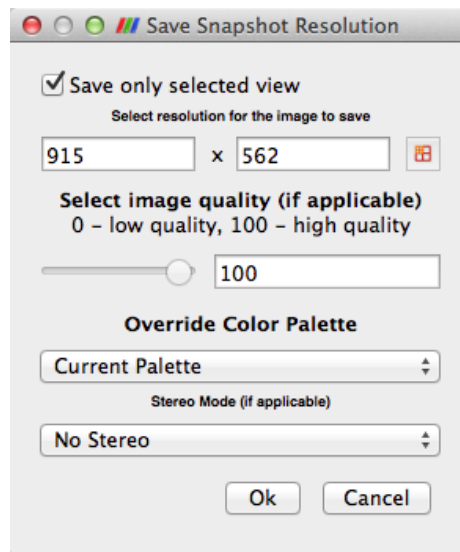 Save Snapshot Resolution
Save only selected view
Select resolution for the image to save
915 x 562
Select image quality (if applicable)
0 – low quality, 100 – high quality
100
Override Color Palette
Current Palette
Stereo Mode (if applicable)
No Stereo
Ok Cancel